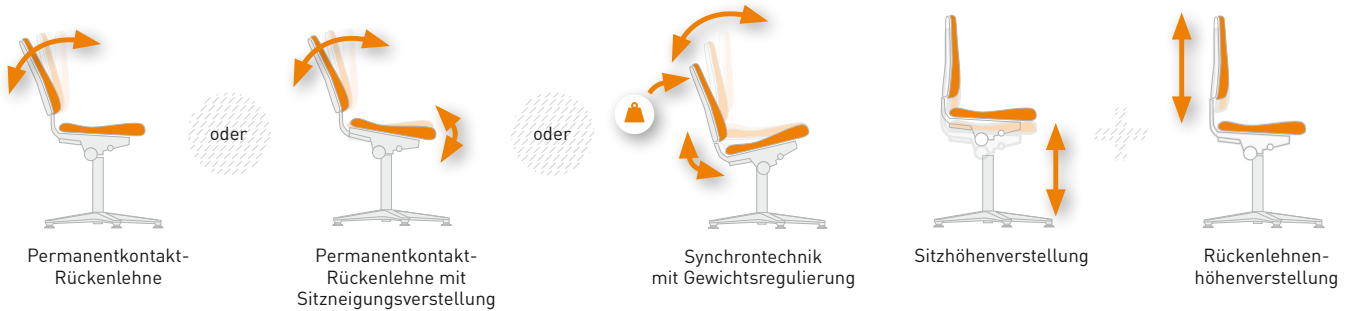 oder
oder
Permanentkontakt-
Rückenlehne
Permanentkontakt-
Rückenlehne mit
Sitzneigungsverstellung
Synchrontechnik
mit Gewichtsregulierung
Sitzhöhenverstellung
Rückenlehnen-
höhenverstellung